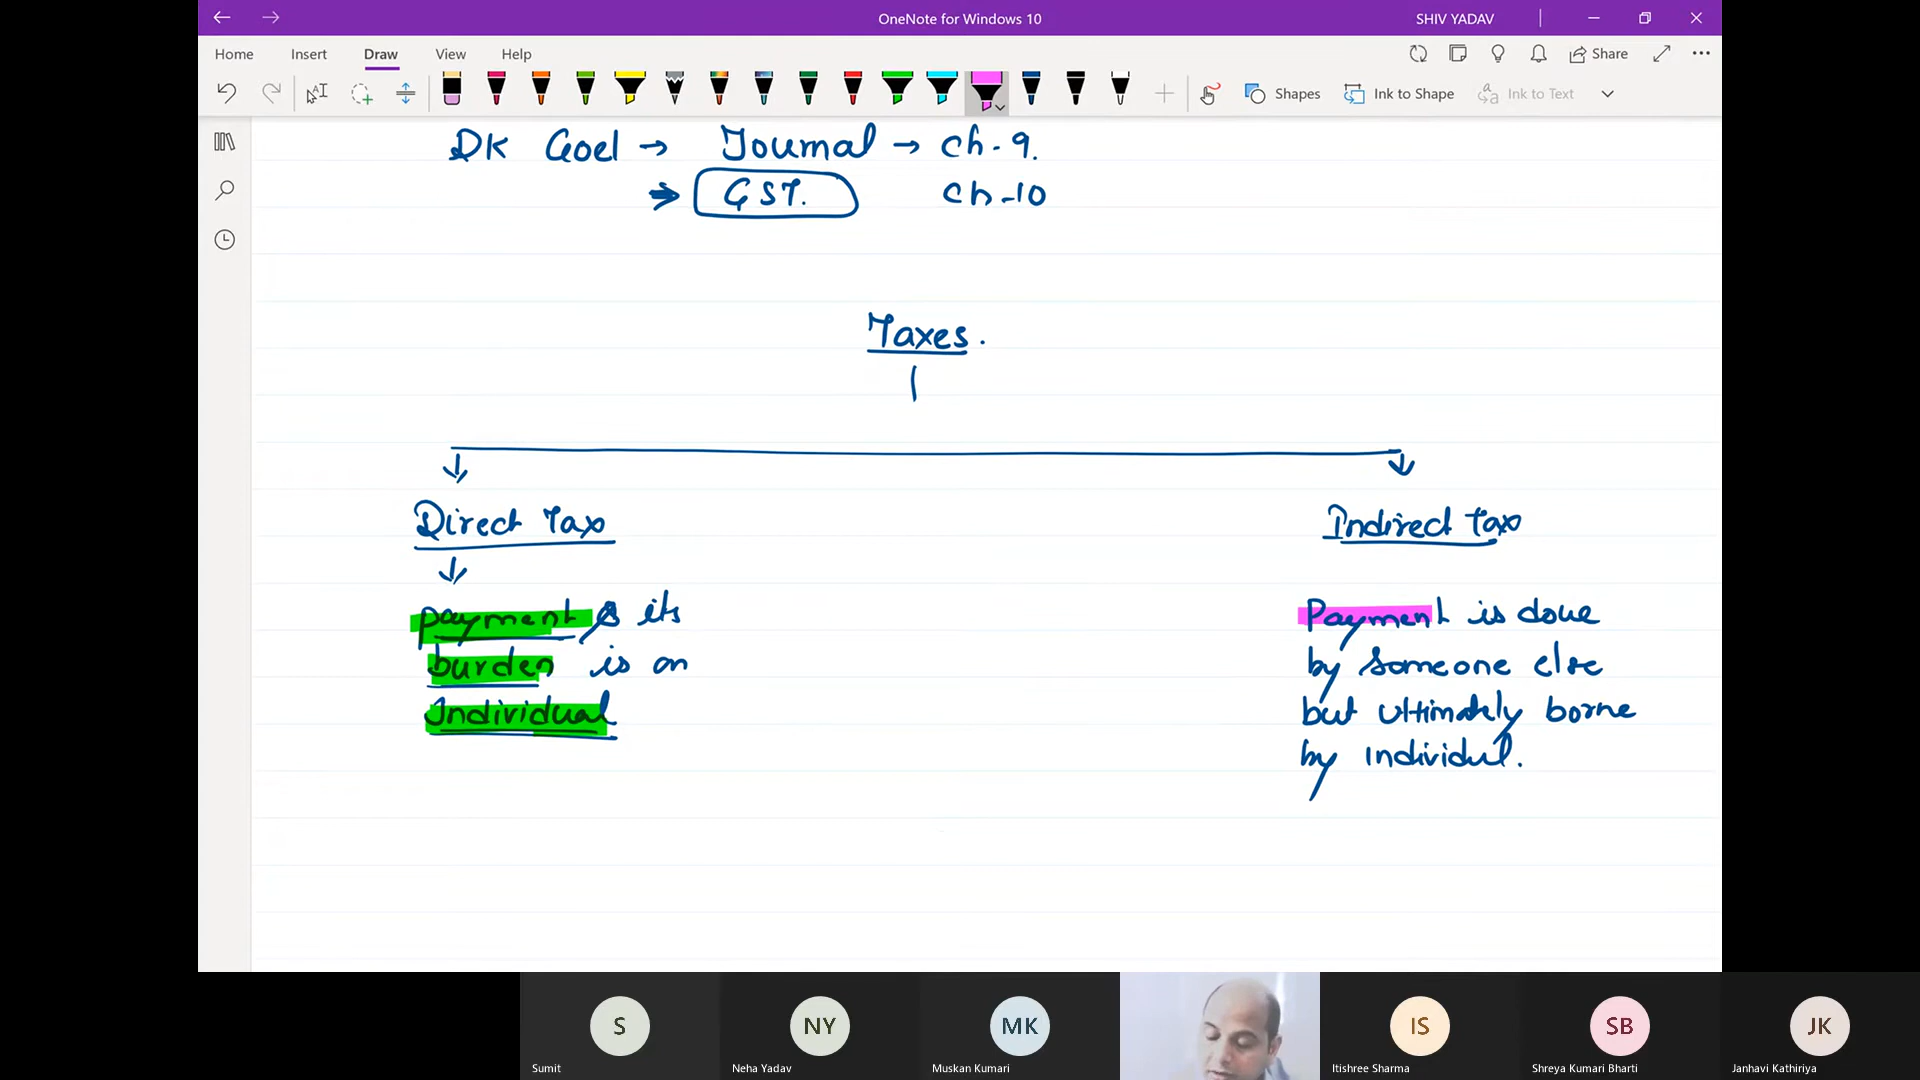 OneNote for Windows 10
SHIV YADAV
Home Insert Draw View Help
Share
Shapes
Ink to Shape
Ink to Text
DK Goel → Journal → ch-9.
→ GST. ch-10
Taxes.
Direct Tax
payment & its
burden is on
Individual
Indirect Tax
Payment is done
by someone else
but ultimately borne
by individul.
S
NY
MK
IS
SB
JK
Sumit
Neha Yadav
Muskan Kumari
Itishree Sharma
Shreya Kumari Bharti
Janhavi Kathiriya